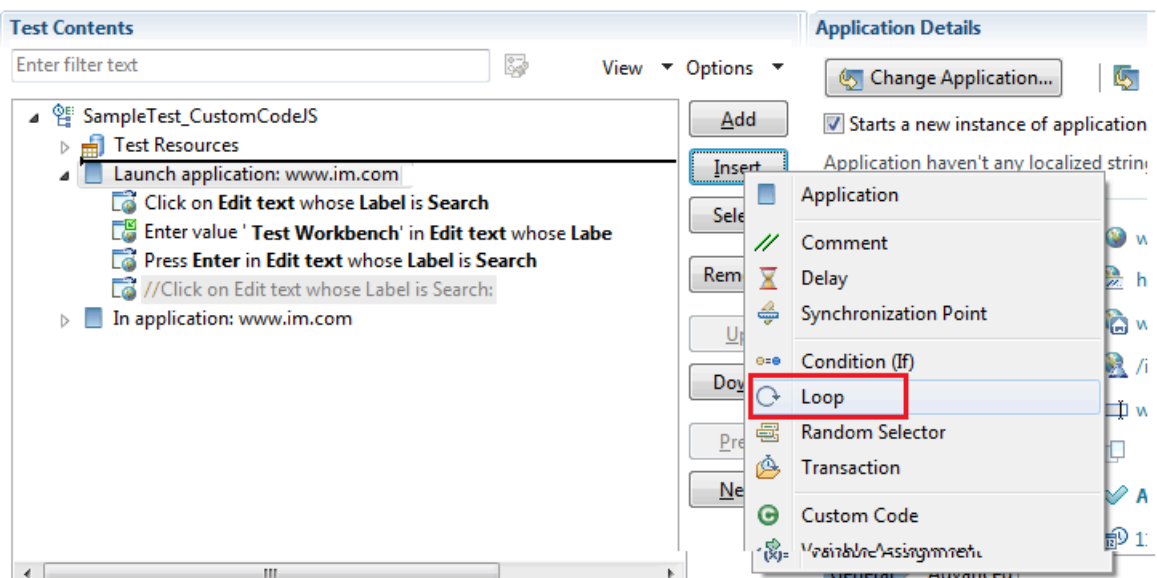 Test Contents
Application Details
Enter filter text
View
Options
Change Application...
SampleTest_CustomCodeJS
Add
Starts a new instance of application
Test Resources
Launch application: www.im.com
Insert
Application haven't any localized
Click on Edit text whose Label is Search
Application
Enter value ' Test Workbench' in Edit text whose Labe
Comment
Press Enter in Edit text whose Label is Search
Delay
//Click on Edit text whose Label is Search:
Synchronization Point
In application: www.im.com
Condition (If)
Loop
Random Selector
Transaction
Custom Code
Variable Assignment
General
Advanced